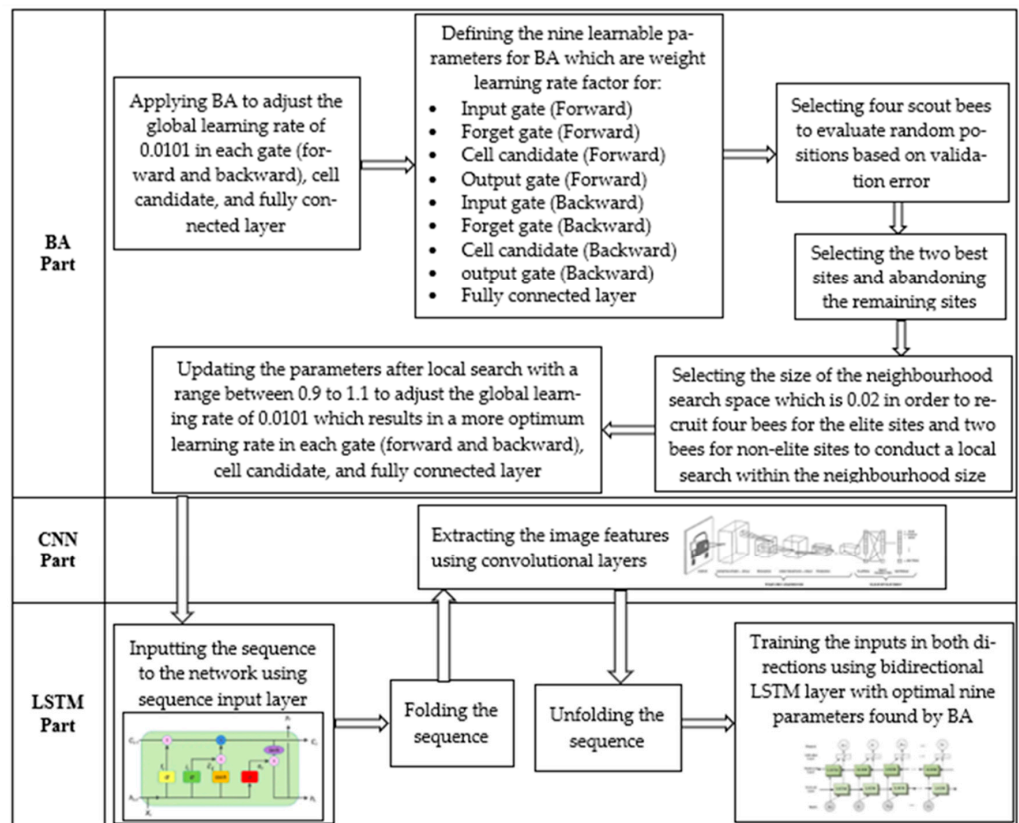 BA
Part
Applying BA to adjust the
global learning rate of
0.0101 in each gate (for-
ward and backward), cell
candidate, and fully con-
nected layer
Defining the nine learnable pa-
rameters for BA which are weight
learning rate factor for:
• Input gate (Forward)
• Forget gate (Forward)
• Cell candidate (Forward)
• Output gate (Forward)
• Input gate (Backward)
• Forget gate (Backward)
• Cell candidate (Backward)
• output gate (Backward)
• Fully connected layer
Selecting four scout bees
to evaluate random po-
sitions based on valida-
tion error
Selecting the two best
sites and abandoning
the remaining sites
Selecting the size of the neighbourhood
search space which is 0.02 in order to re-
cruit four bees for the elite sites and two
bees for non-elite sites to conduct a local
search within the neighbourhood size
Updating the parameters after local search with a
range between 0.9 to 1.1 to adjust the global learn-
ing rate of 0.0101 which results in a more optimum
learning rate in each gate (forward and backward),
cell candidate, and fully connected layer
CNN
Part
Extracting the image features
using convolutional layers
LSTM
Part
Inputting the sequence
to the network using
sequence input layer
Folding the
sequence
Unfolding the
sequence
Training the inputs in both di-
rections using bidirectional
LSTM layer with optimal nine
parameters found by BA